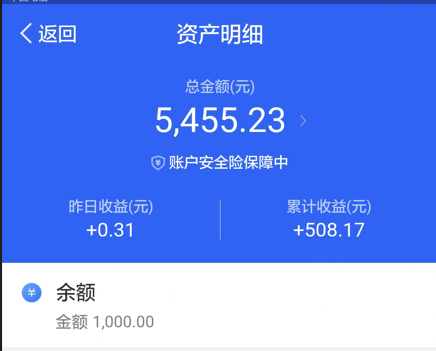 返回
资产明细
总金额(元)
5,455.23
账户安全险保障中
昨日收益(元)
累计收益(元)
+0.31
+508.17
余额
金额 1,000.00